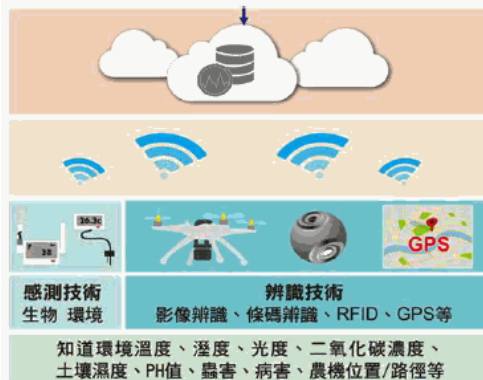 26.3c
38
GPS
感測技術
生物 環境
辨識技術
影像辨識、條碼辨識、RFID、GPS等
知道環境溫度、溼度、光度、二氧化碳濃度、
土壤濕度、PH值、蟲害、病害、農機位置/路徑等